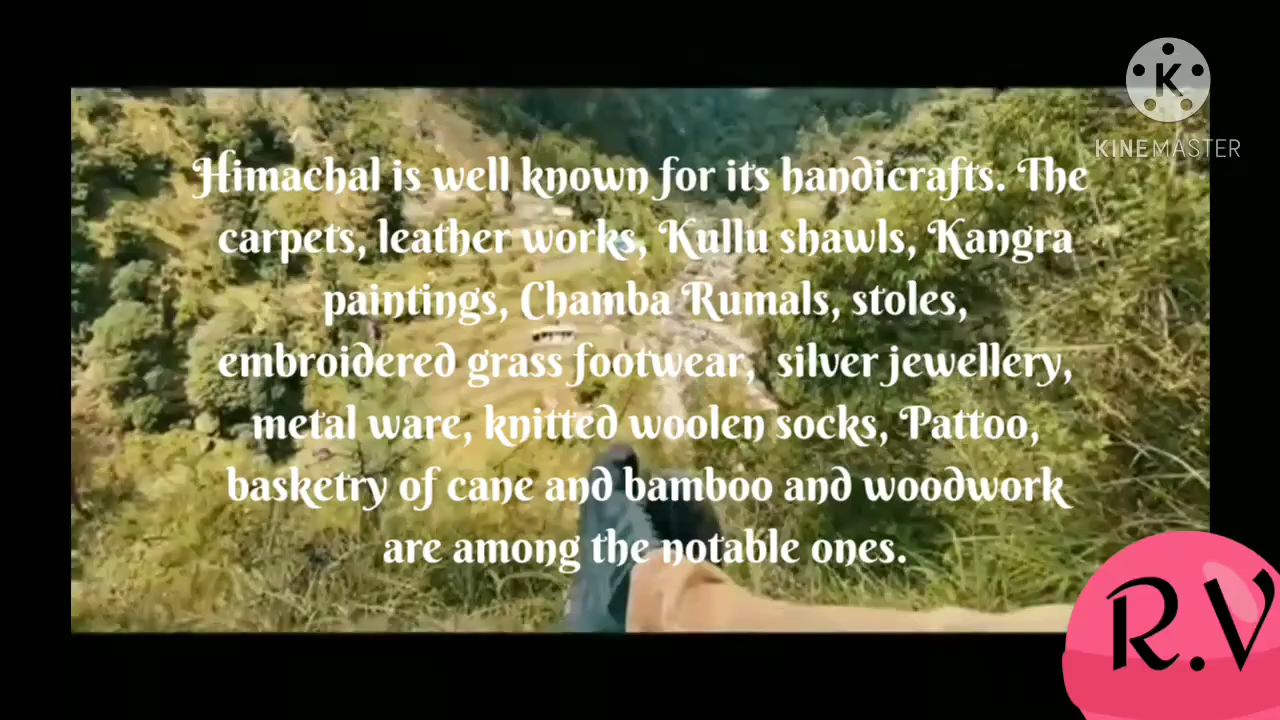 K
KINEMASTER
Himachal is well known for its handicrafts. The
carpets, leather works, Kullu shawls, Kangra
paintings, Chamba Rumals, stoles,
embroidered grass footwear,  silver jewellery,
metal ware, knitted woolen socks, Pattoo,
basketry of cane and bamboo and woodwork
are among the notable ones.
R.V